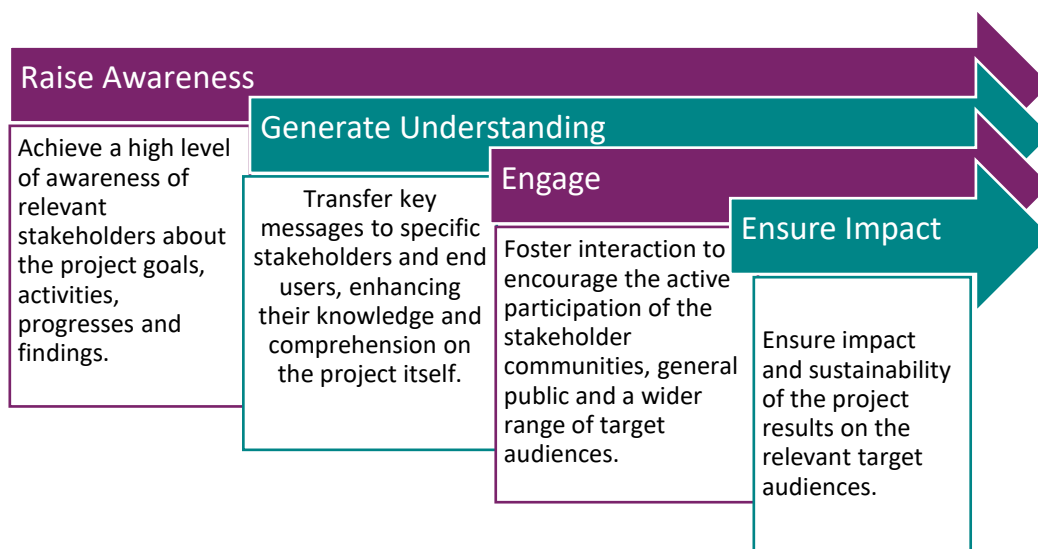 Raise Awareness
Achieve a high level
of awareness of
relevant
stakeholders about
the project goals,
activities,
progresses and
findings.
Generate Understanding
Transfer key
messages to specific
stakeholders and end
users, enhancing
their knowledge and
comprehension on
the project itself.
Engage
Foster interaction to
encourage the active
participation of the
stakeholder
communities, general
public and a wider
range of target
audiences.
Ensure Impact
Ensure impact
and sustainability
of the project
results on the
relevant target
audiences.